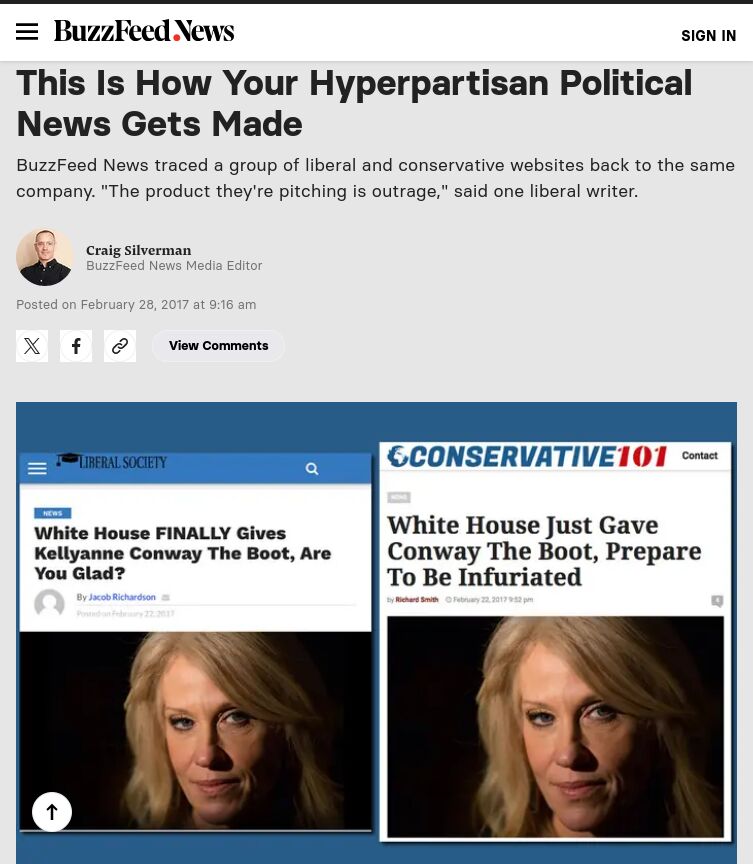 BuzzFeed News
SIGN IN
This Is How Your Hyperpartisan Political
News Gets Made
BuzzFeed News traced a group of liberal and conservative websites back to the same
company. "The product they're pitching is outrage," said one liberal writer.
Craig Silverman
BuzzFeed News Media Editor
Posted on February 28, 2017 at 9:16 am
View Comments
LIBERAL SOCIETY
NEWS
White House FINALLY Gives
Kellyanne Conway The Boot, Are
You Glad?
By Jacob Richardson
Posted on February 22, 2017
CONSERVATIVE101
Contact
NEWS
White House Just Gave
Conway The Boot, Prepare
To Be Infuriated
by Richard Smith February 22, 2017 9:52 pm